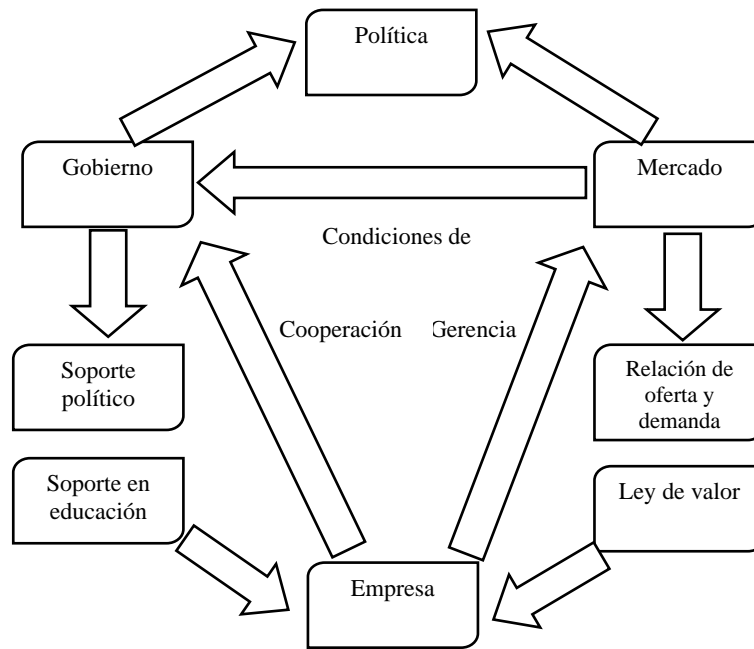 Política
Gobierno
Mercado
Condiciones de
Cooperación
Gerencia
Soporte
político
Relación de
oferta y
demanda
Soporte en
educación
Ley de valor
Empresa